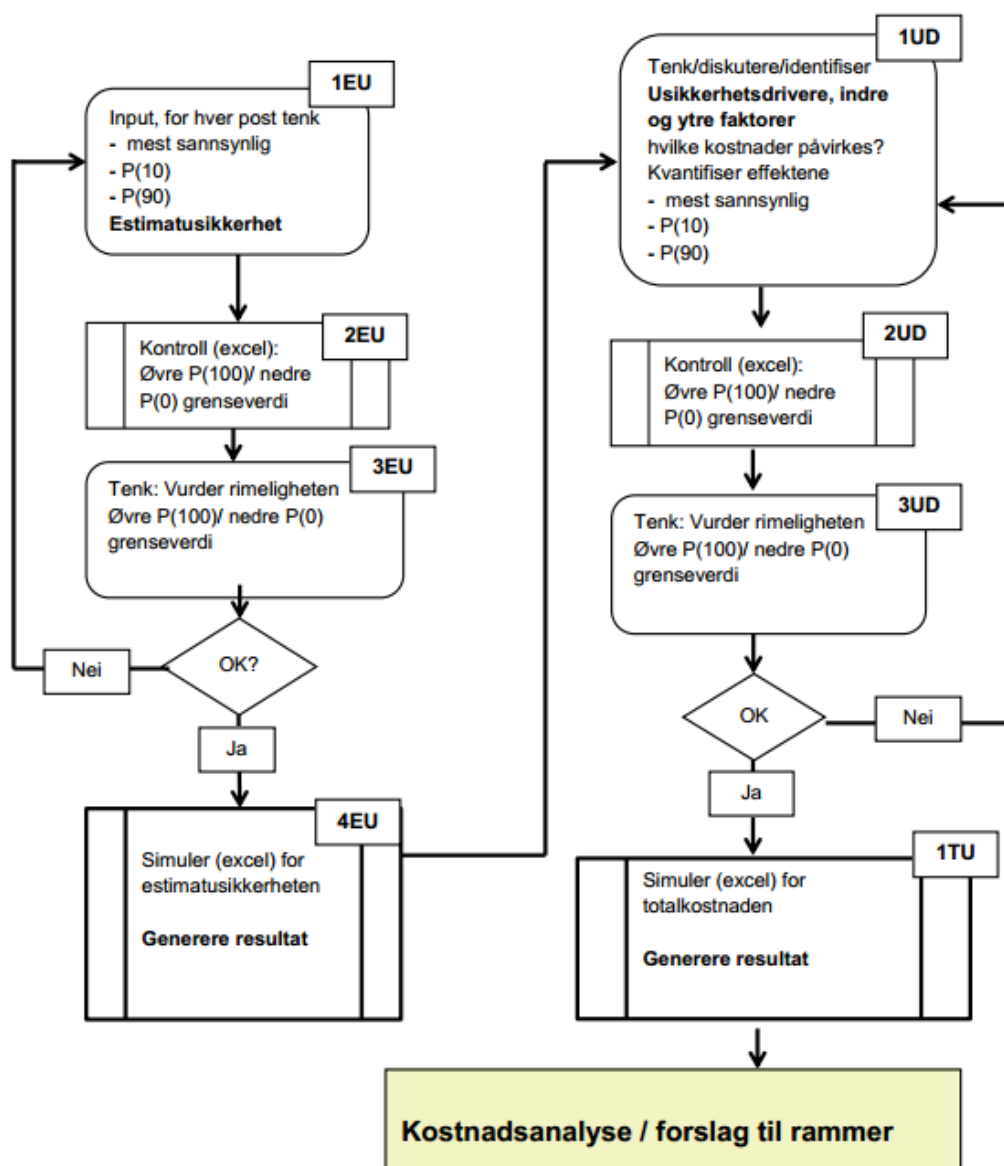 1EU
Input, for hver post tenk
- mest sannsynlig
- P(10)
- P(90)
Estimatusikkerhet
2EU
Kontroll (excel):
Øvre P(100)/ nedre
P(0) grenseverdi
3EU
Tenk: Vurder rimeligheten
Øvre P(100)/ nedre P(0)
grenseverdi
OK?
Nei
Ja
4EU
Simuler (excel) for
estimatusikkerheten
Generere resultat
1UD
Tenk/diskutere/identifiser
Usikkerhetsdrivere, indre
og ytre faktorer
hvilke kostnader påvirkes?
Kvantifiser effektene
- mest sannsynlig
- P(10)
- P(90)
2UD
Kontroll (excel):
Øvre P(100)/ nedre
P(0) grenseverdi
3UD
Tenk: Vurder rimeligheten
Øvre P(100)/ nedre P(0)
grenseverdi
OK
Nei
Ja
1TU
Simuler (excel) for
totalkostnaden
Generere resultat
Kostnadsanalyse / forslag til rammer